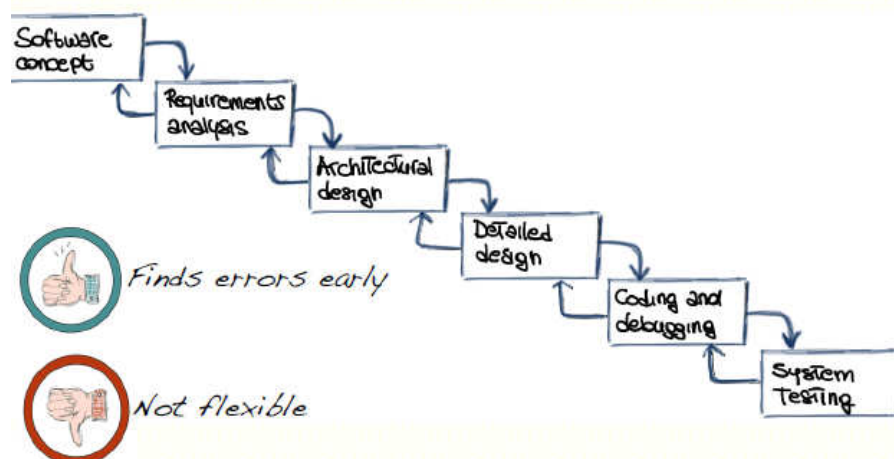 Software
concept
Requirements
analysis
Architectural
design
Detailed
design
Finds errors early
Coding and
debugging
System
Testing
Not flexible